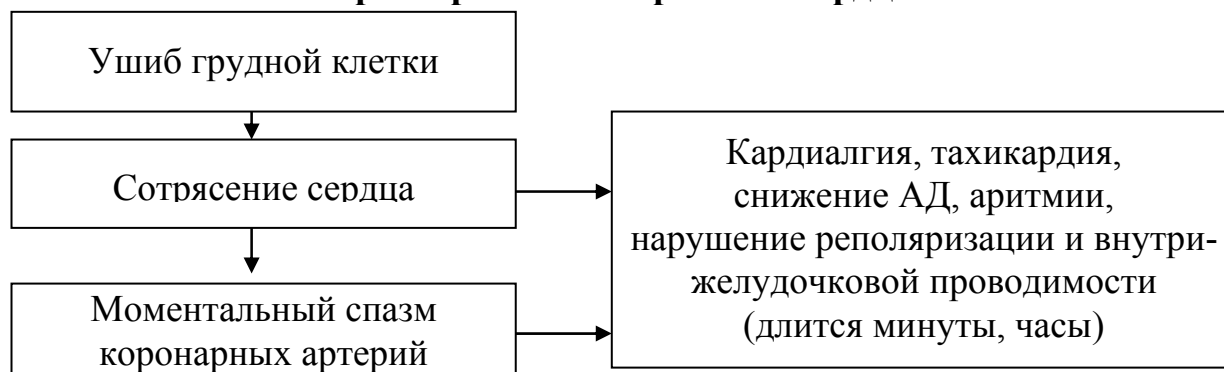 Ушиб грудной клетки
Сотрясение сердца
Моментальный спазм
коронарных артерий
Кардиалгия, тахикардия,
снижение АД, аритмии,
нарушение реполяризации и внутри-
желудочковой проводимости
(длится минуты, часы)